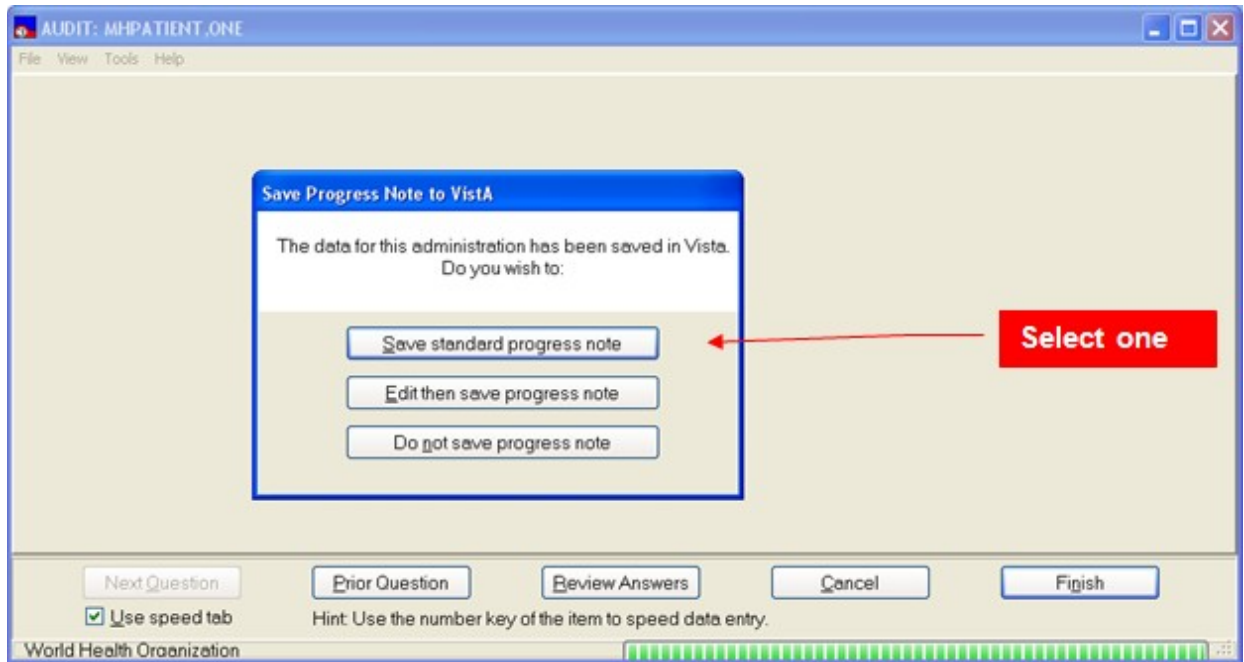 AUDIT: MHPATIENT,ONE
File View Tools Help
Save Progress Note to VistA
The data for this administration has been saved in Vista.
Do you wish to:
Save standard progress note
Select one
Edit then save progress note
Do not save progress note
Next Question Prior Question Review Answers Cancel Finish
Use speed tab Hint: Use the number key of the item to speed data entry.
World Health Organization